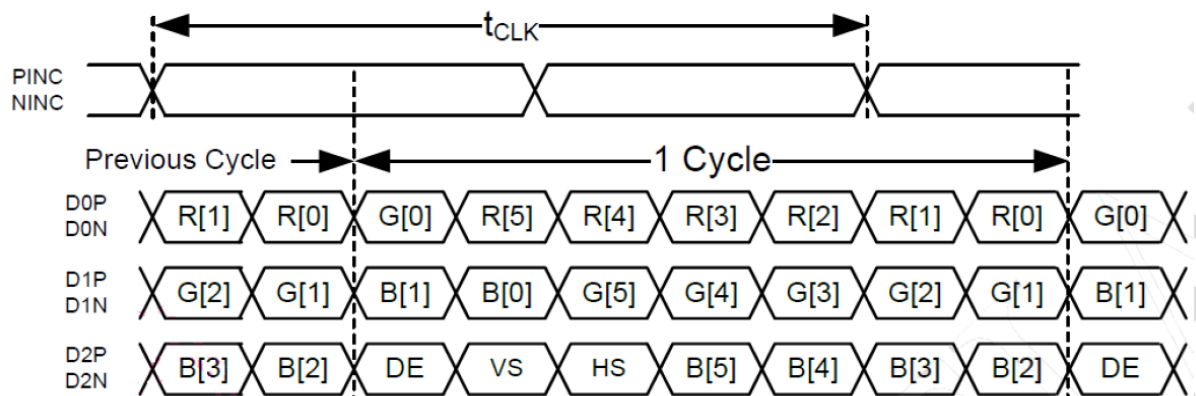 tCLK
PINC
NINC
Previous Cycle
1 Cycle
D0P
D0N
R[1] R[0] G[0] R[5] R[4] R[3] R[2] R[1] R[0] G[0]
D1P
D1N
G[2] G[1] B[1] B[0] G[5] G[4] G[3] G[2] G[1] B[1]
D2P
D2N
B[3] B[2] DE VS HS B[5] B[4] B[3] B[2] DE